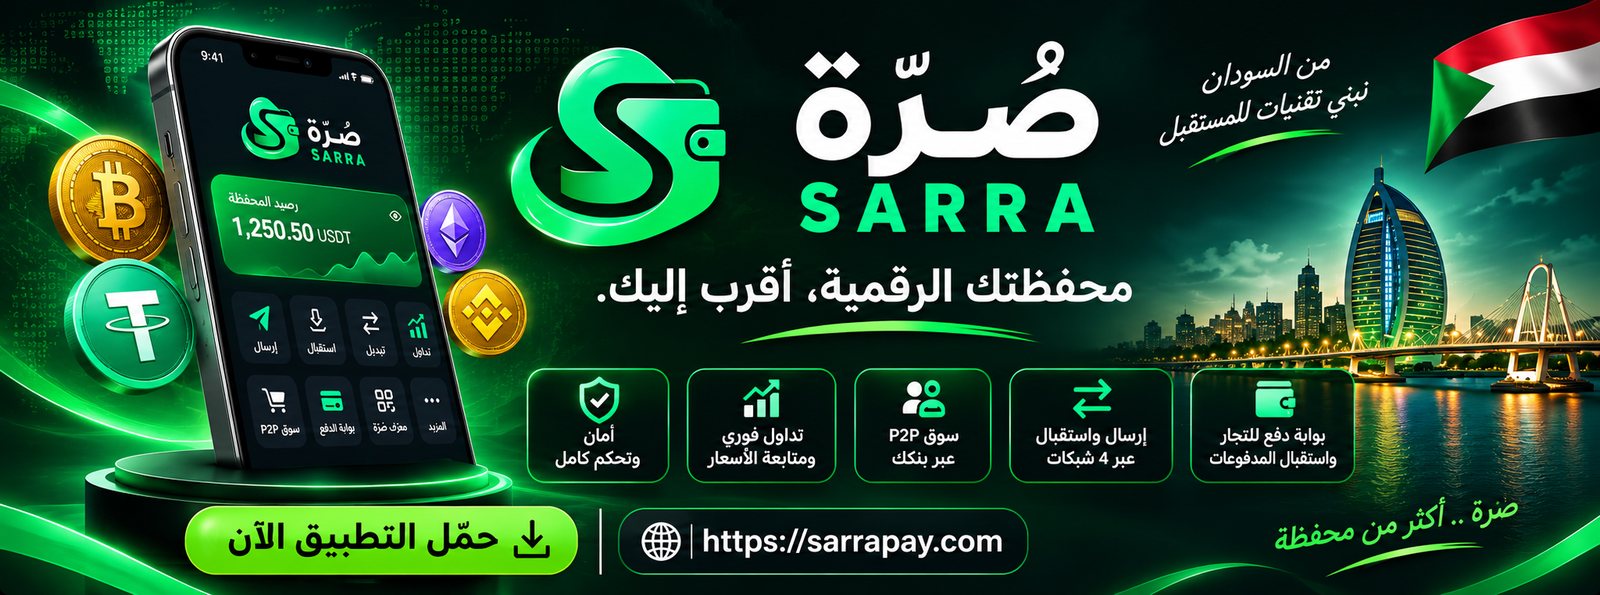 9:41
صُرّة
SARRA
رصيد المحفظة
1,250.50 USDT
إرسال
استقبال
تبديل
تداول
سوق P2P
بوابة الدفع
معرّف صُرّة
المزيد
صُرّة
SARRA
محفظتك الرقمية، أقرب إليك.
من السودان
نبني تقنيات للمستقبل
أمان
وتحكم كامل
تداول فوري
ومتابعة الأسعار
سوق P2P
عبر بنكك
إرسال واستقبال
عبر 4 شبكات
بوابة دفع للتجار
واستقبال المدفوعات
حمّل التطبيق الآن
https://sarrapay.com
صُرة .. أكثر من محفظة